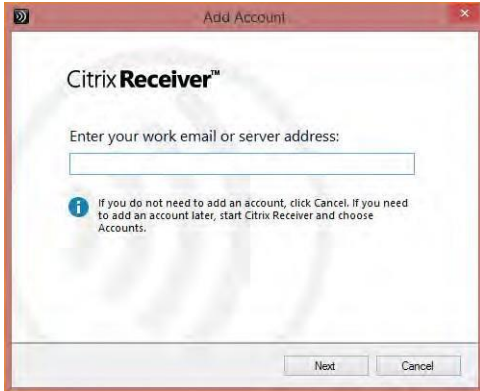 Add Account
Citrix Receiver™
Enter your work email or server address:
If you do not need to add an account, click Cancel. If you need
to add an account later, start Citrix Receiver and choose
Accounts.
Next
Cancel